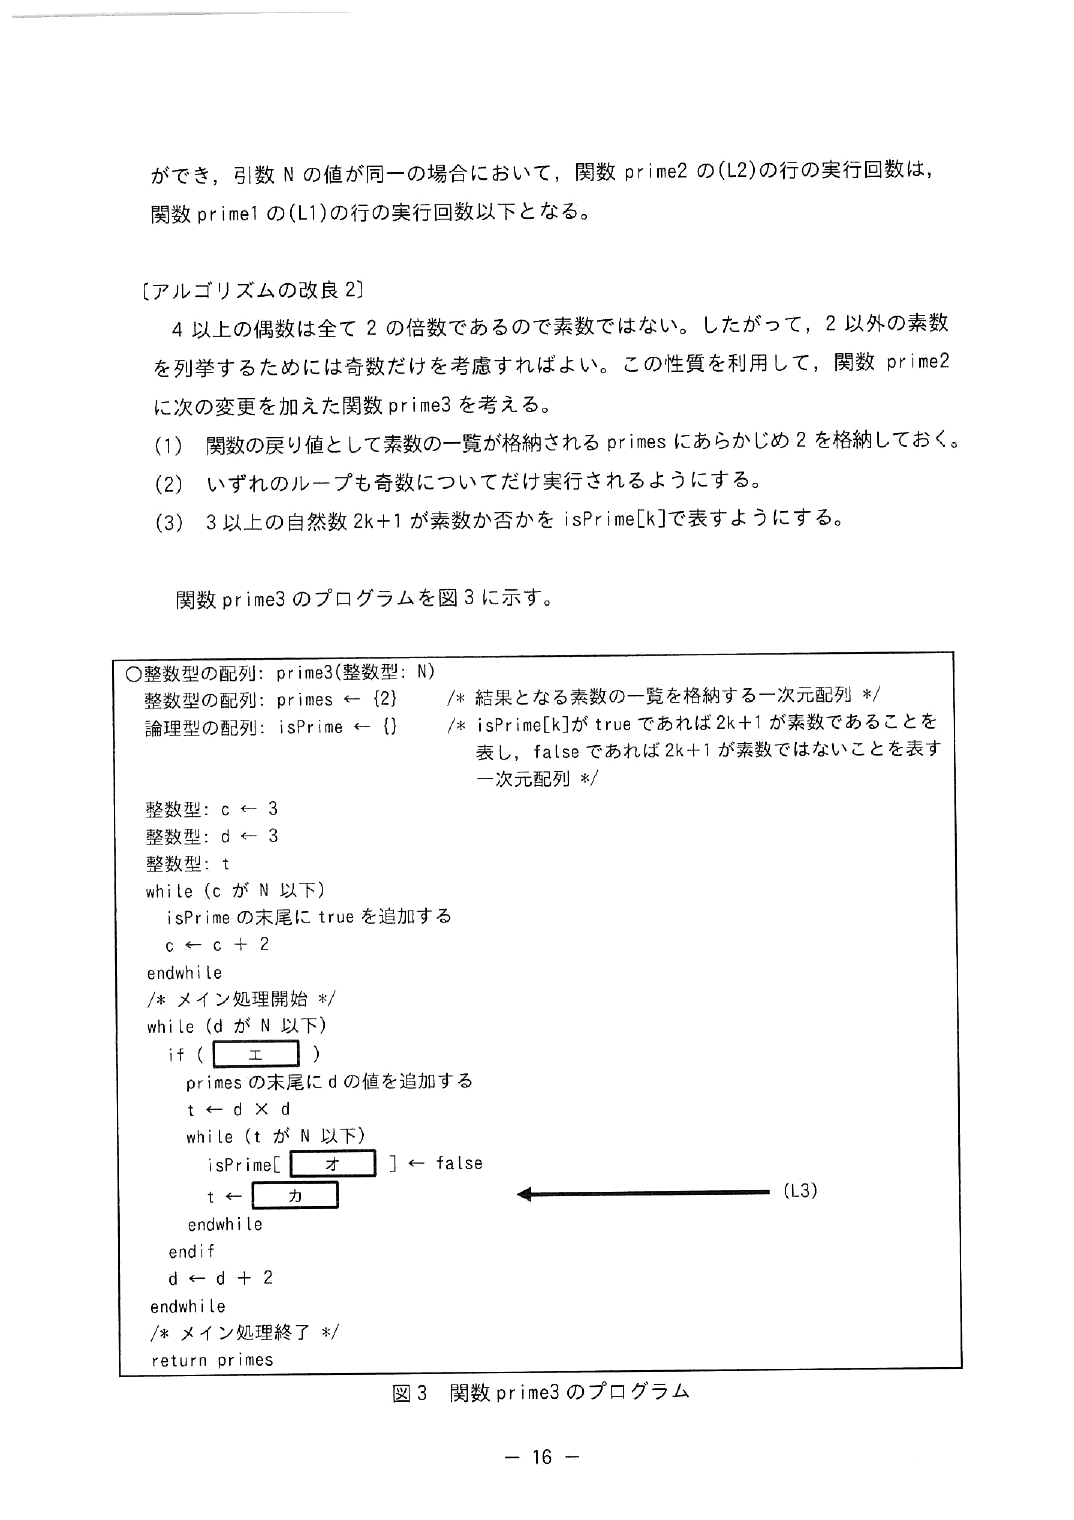 ができ，引数 N の値が同一の場合において，関数 prime2 の(L2)の行の実行回数は，
関数 prime1 の(L1)の行の実行回数以下となる。
〔アルゴリズムの改良 2〕
4 以上の偶数は全て 2 の倍数であるので素数ではない。したがって，2 以外の素数
を列挙するためには奇数だけを考慮すればよい。この性質を利用して，関数 prime2
に次の変更を加えた関数 prime3 を考える。
(1) 関数の戻り値として素数の一覧が格納される primes にあらかじめ 2 を格納しておく。
(2) いずれのループも奇数についてだけ実行されるようにする。
(3) 3 以上の自然数 2k+1 が素数か否かを isPrime[k]で表すようにする。
関数 prime3 のプログラムを図 3 に示す。
○整数型の配列: prime3(整数型: N)
整数型の配列: primes ← {2} /* 結果となる素数の一覧を格納する一次元配列 */
論理型の配列: isPrime ← {} /* isPrime[k]が true であれば 2k+1 が素数であることを
表し，false であれば 2k+1 が素数ではないことを表す
一次元配列 */
整数型: c ← 3
整数型: d ← 3
整数型: t
while (c が N 以下)
isPrime の末尾に true を追加する
c ← c + 2
endwhile
/* メイン処理開始 */
while (d が N 以下)
if ( エ )
primes の末尾に d の値を追加する
t ← d × d
while (t が N 以下)
isPrime[ オ ] ← false
t ← カ (L3)
endwhile
endif
d ← d + 2
endwhile
/* メイン処理終了 */
return primes
図 3 関数 prime3 のプログラム
− 16 −